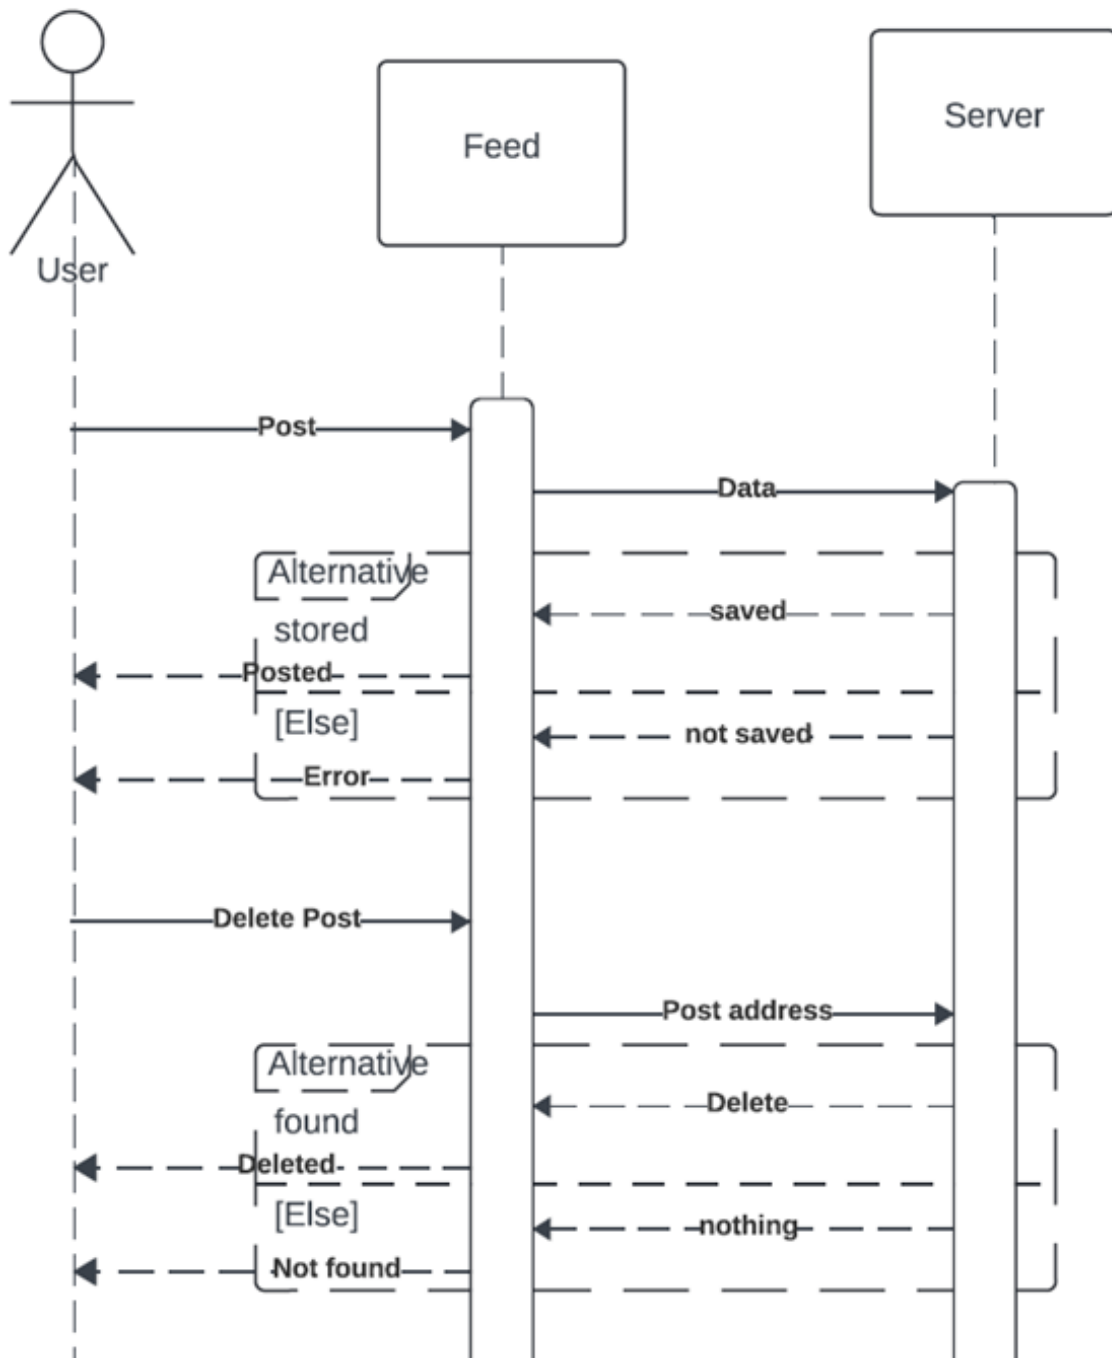 Server
Feed
User
Post
Data
Alternative
saved
stored
Posted
[Else]
not saved
Error
Delete Post
Post address
Alternative
Delete
found
Deleted
[Else]
nothing
Not found